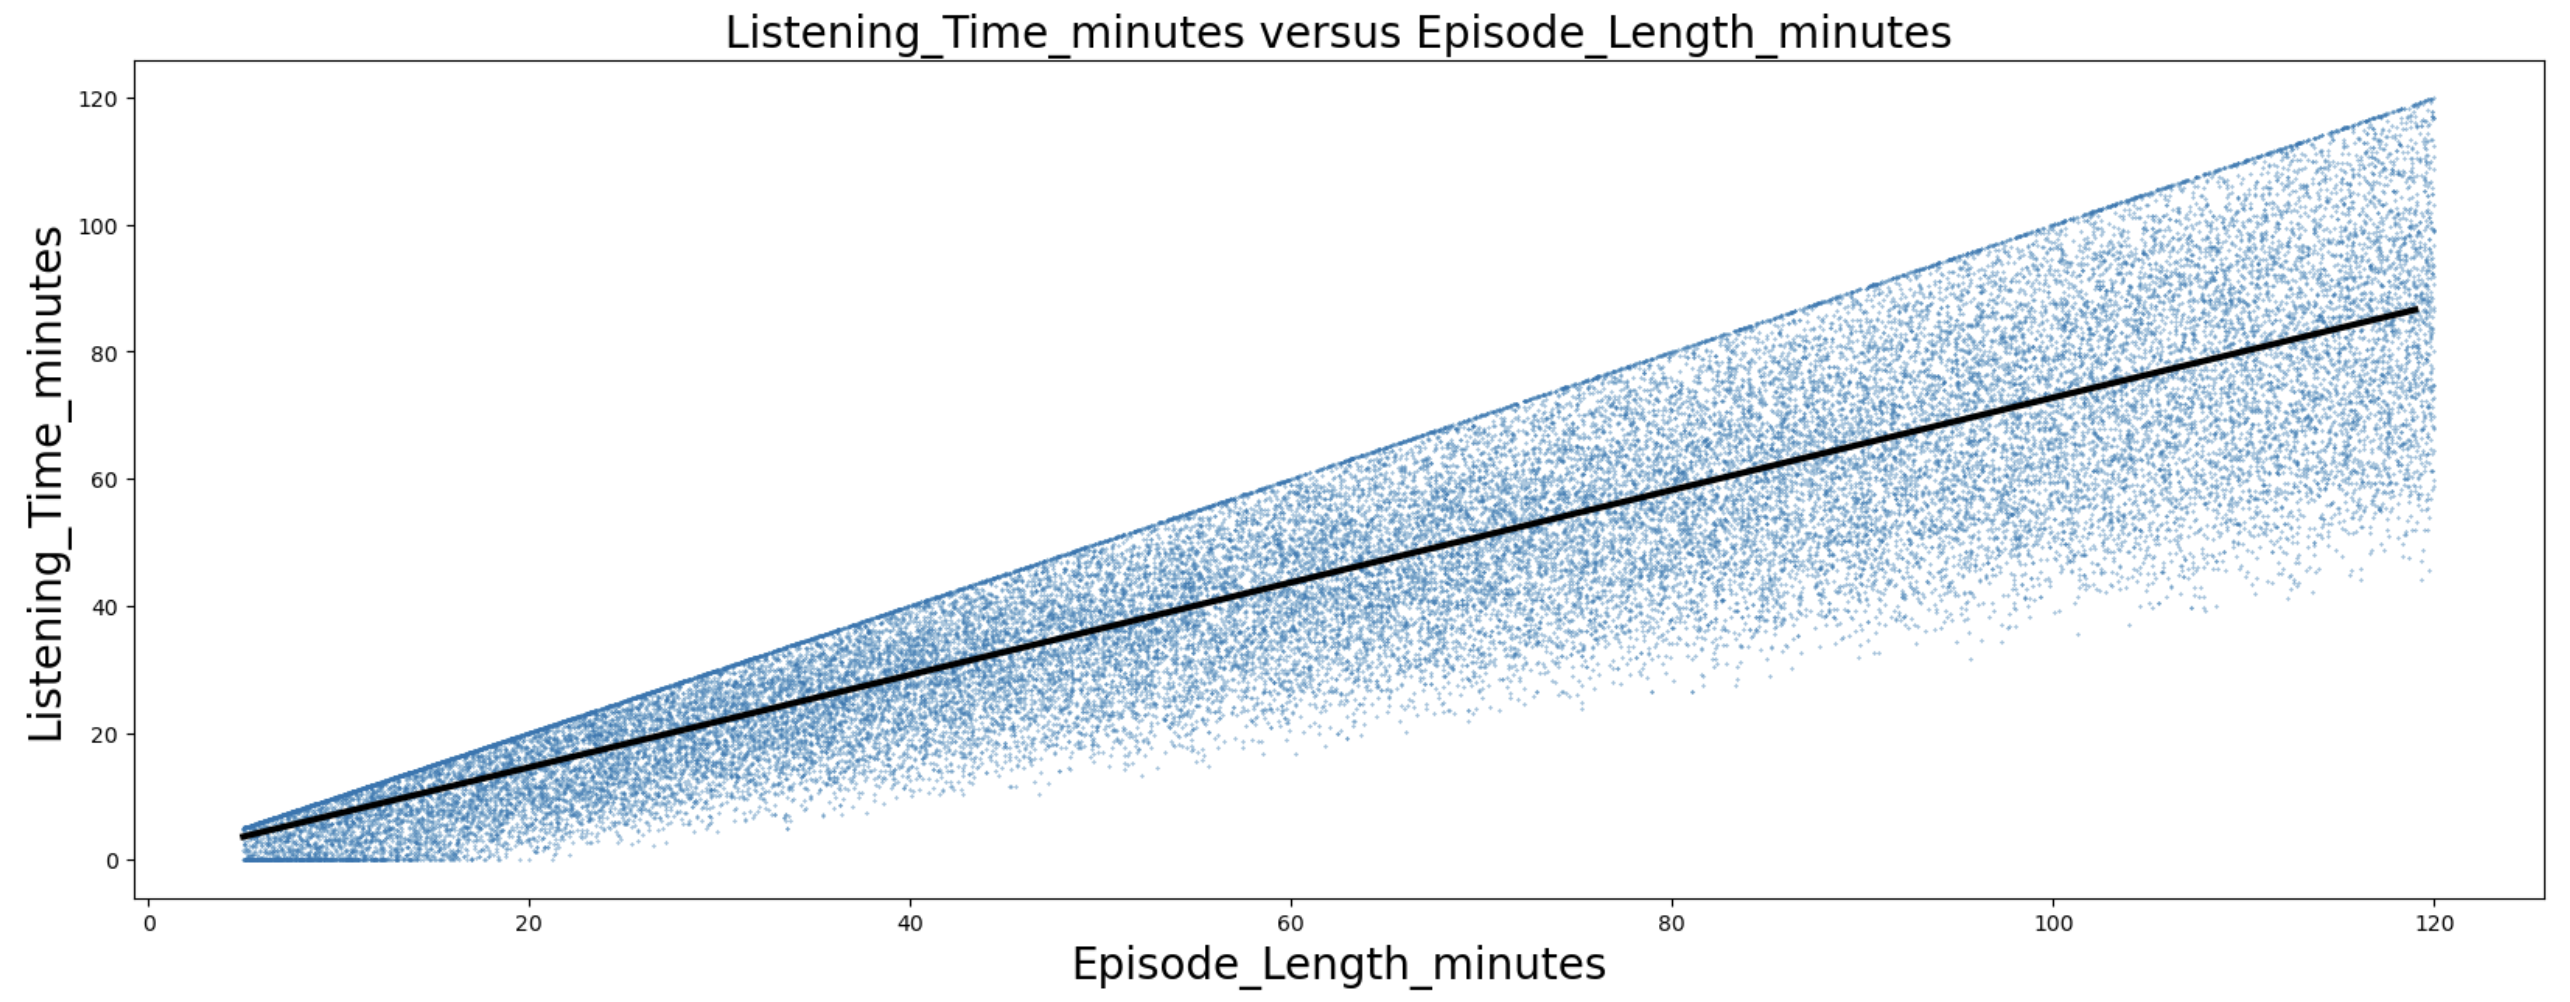 Listening_Time_minutes versus Episode_Length_minutes
Listening_Time_minutes
120
100
80
60
40
20
0
0 20 40 60 80 100 120
Episode_Length_minutes